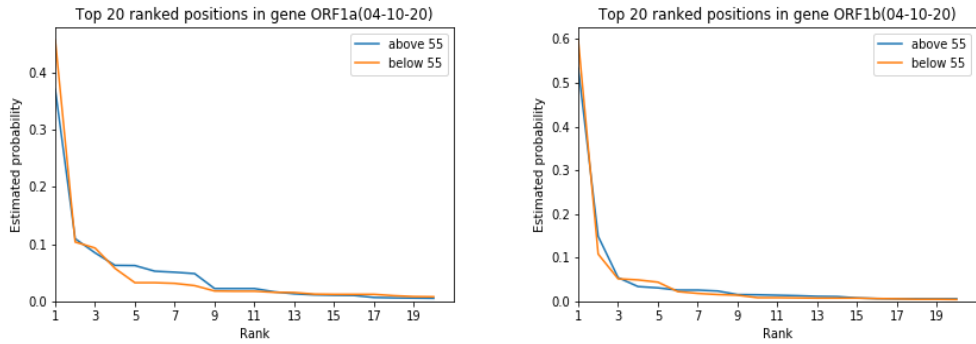 Top 20 ranked positions in gene ORF1a(04-10-20)
above 55
below 55
Estimated probability
0.4
0.3
0.2
0.1
0.0
1 3 5 7 9 11 13 15 17 19
Rank
Top 20 ranked positions in gene ORF1b(04-10-20)
above 55
below 55
Estimated probability
0.6
0.5
0.4
0.3
0.2
0.1
0.0
1 3 5 7 9 11 13 15 17 19
Rank